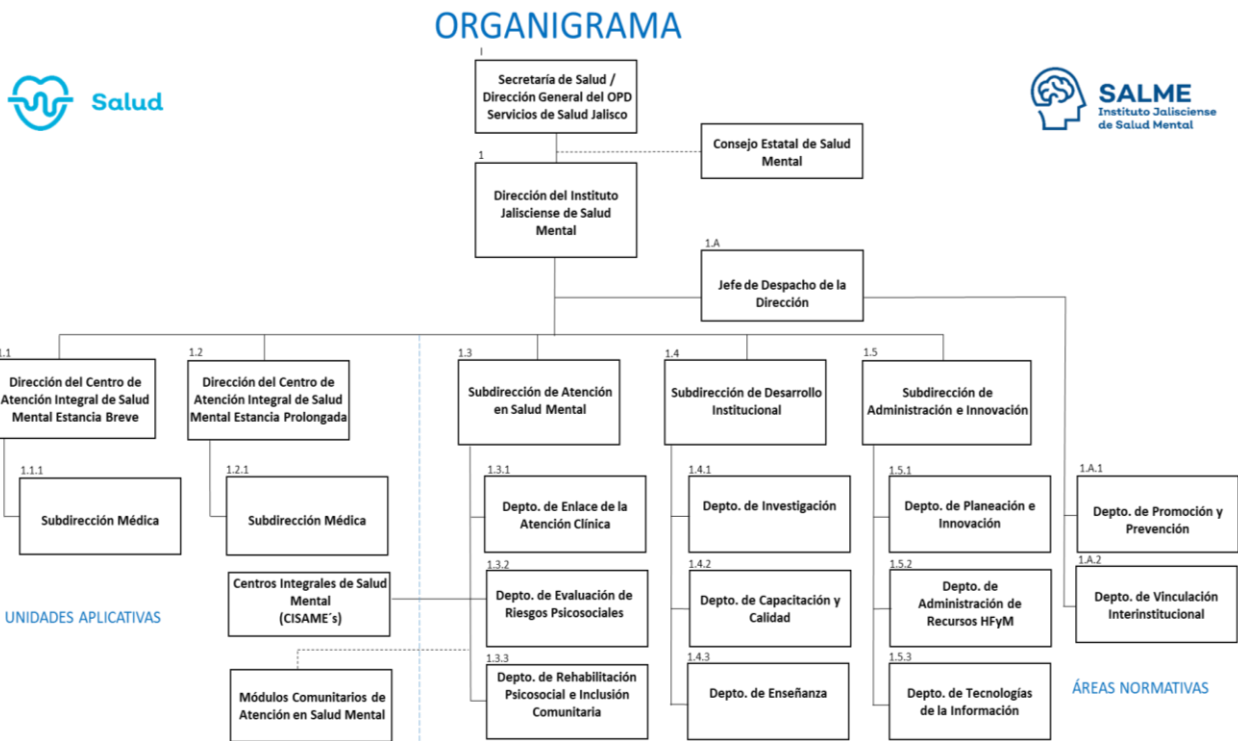 ORGANIGRAMA
Salud
SALME
Instituto Jalisciense
de Salud Mental
I
Secretaría de Salud /
Dirección General del OPD
Servicios de Salud Jalisco
Consejo Estatal de Salud
Mental
1
Dirección del Instituto
Jalisciense de Salud
Mental
1.A
Jefe de Despacho de la
Dirección
1.1
Dirección del Centro de
Atención Integral de Salud
Mental Estancia Breve
1.2
Dirección del Centro de
Atención Integral de Salud
Mental Estancia Prolongada
1.3
Subdirección de Atención
en Salud Mental
1.4
Subdirección de Desarrollo
Institucional
1.5
Subdirección de
Administración e Innovación
1.1.1
Subdirección Médica
1.2.1
Subdirección Médica
1.3.1
Depto. de Enlace de la
Atención Clínica
1.4.1
Depto. de Investigación
1.5.1
Depto. de Planeación e
Innovación
1.A.1
Depto. de Promoción y
Prevención
Centros Integrales de Salud
Mental
(CISAME´s)
1.3.2
Depto. de Evaluación de
Riesgos Psicosociales
1.4.2
Depto. de Capacitación y
Calidad
1.5.2
Depto. de
Administración de
Recursos HFyM
1.A.2
Depto. de Vinculación
Interinstitucional
UNIDADES APLICATIVAS
Módulos Comunitarios de
Atención en Salud Mental
1.3.3
Depto. de Rehabilitación
Psicosocial e Inclusión
Comunitaria
1.4.3
Depto. de Enseñanza
1.5.3
Depto. de Tecnologías
de la Información
ÁREAS NORMATIVAS